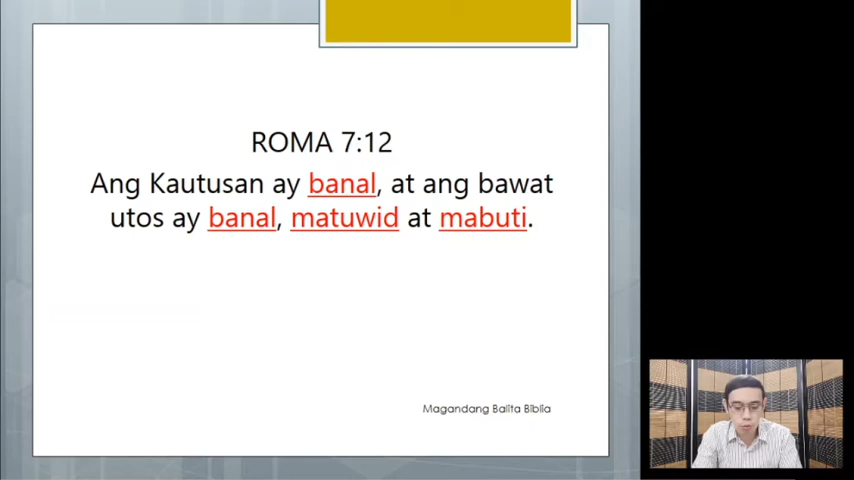 ROMA 7:12
Ang Kautusan ay banal, at ang bawat
utos ay banal, matuwid at mabuti.
Magandang Balita Biblia